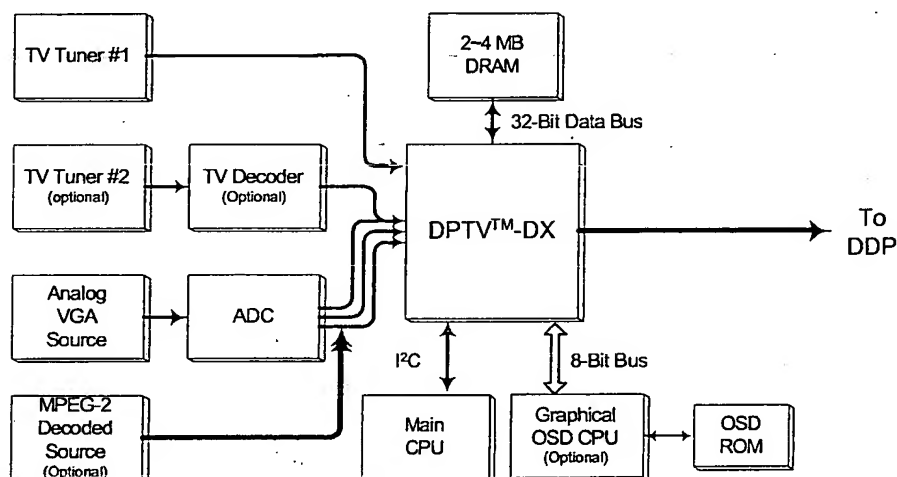 TV Tuner #1
2~4 MB
DRAM
32-Bit Data Bus
TV Tuner #2
(optional)
TV Decoder
(Optional)
DPTV™-DX
To
DDP
Analog
VGA
Source
ADC
I²C
8-Bit Bus
MPEG-2
Decoded
Source
(Optional)
Main
CPU
Graphical
OSD CPU
(Optional)
OSD
ROM